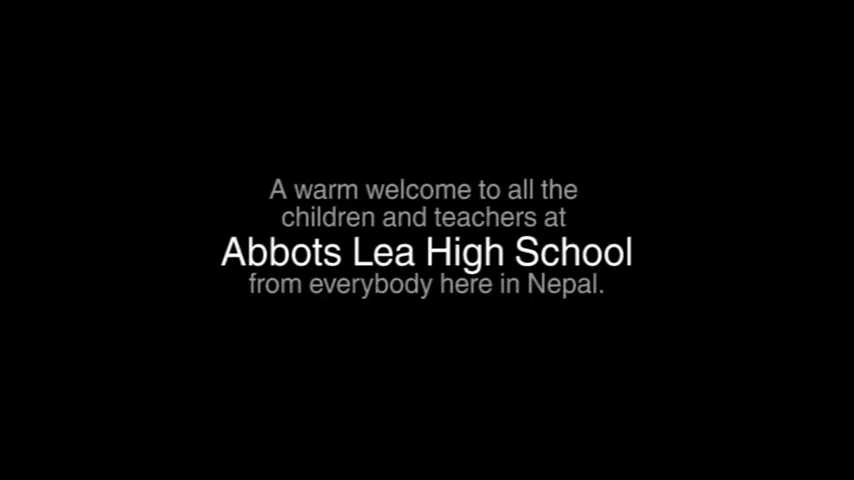 A warm welcome to all the
children and teachers at
Abbots Lea High School
from everybody here in Nepal.